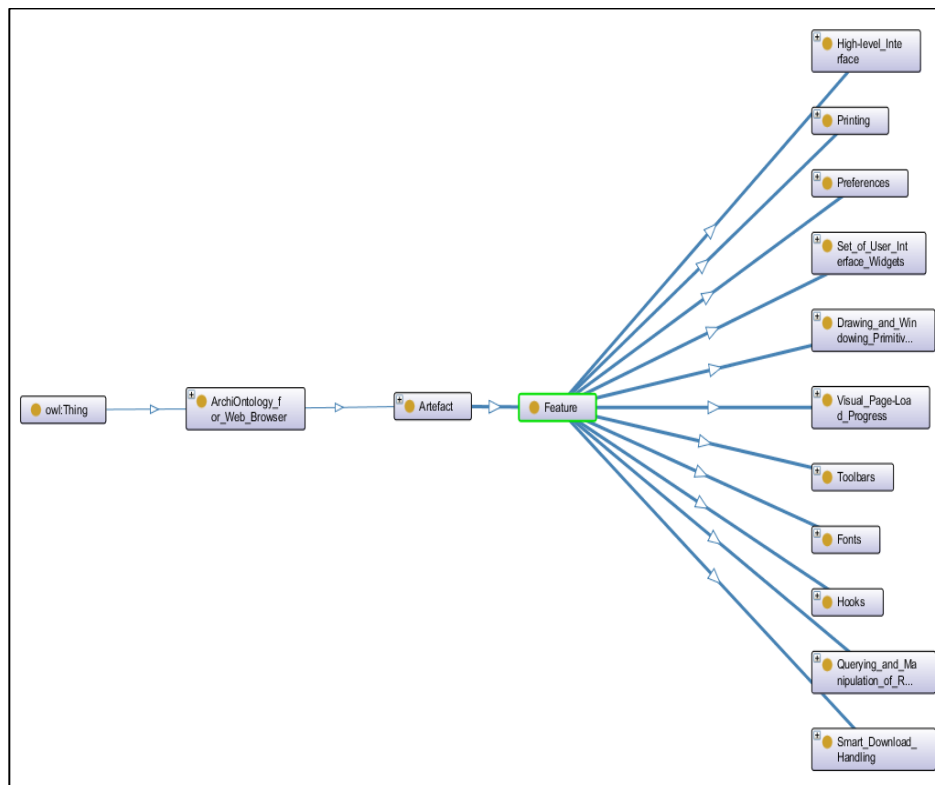 High-level_Inte
rface
Printing
Preferences
Set_of_User_Int
erface_Widgets
Drawing_and_Win
dowing_Primitiv...
owl:Thing
ArchiOntology_f
or_Web_Browser
Artefact
Feature
Visual_Page-Loa
d_Progress
Toolbars
Fonts
Hooks
Querying_and_Ma
nipulation_of_R...
Smart_Download_
Handling